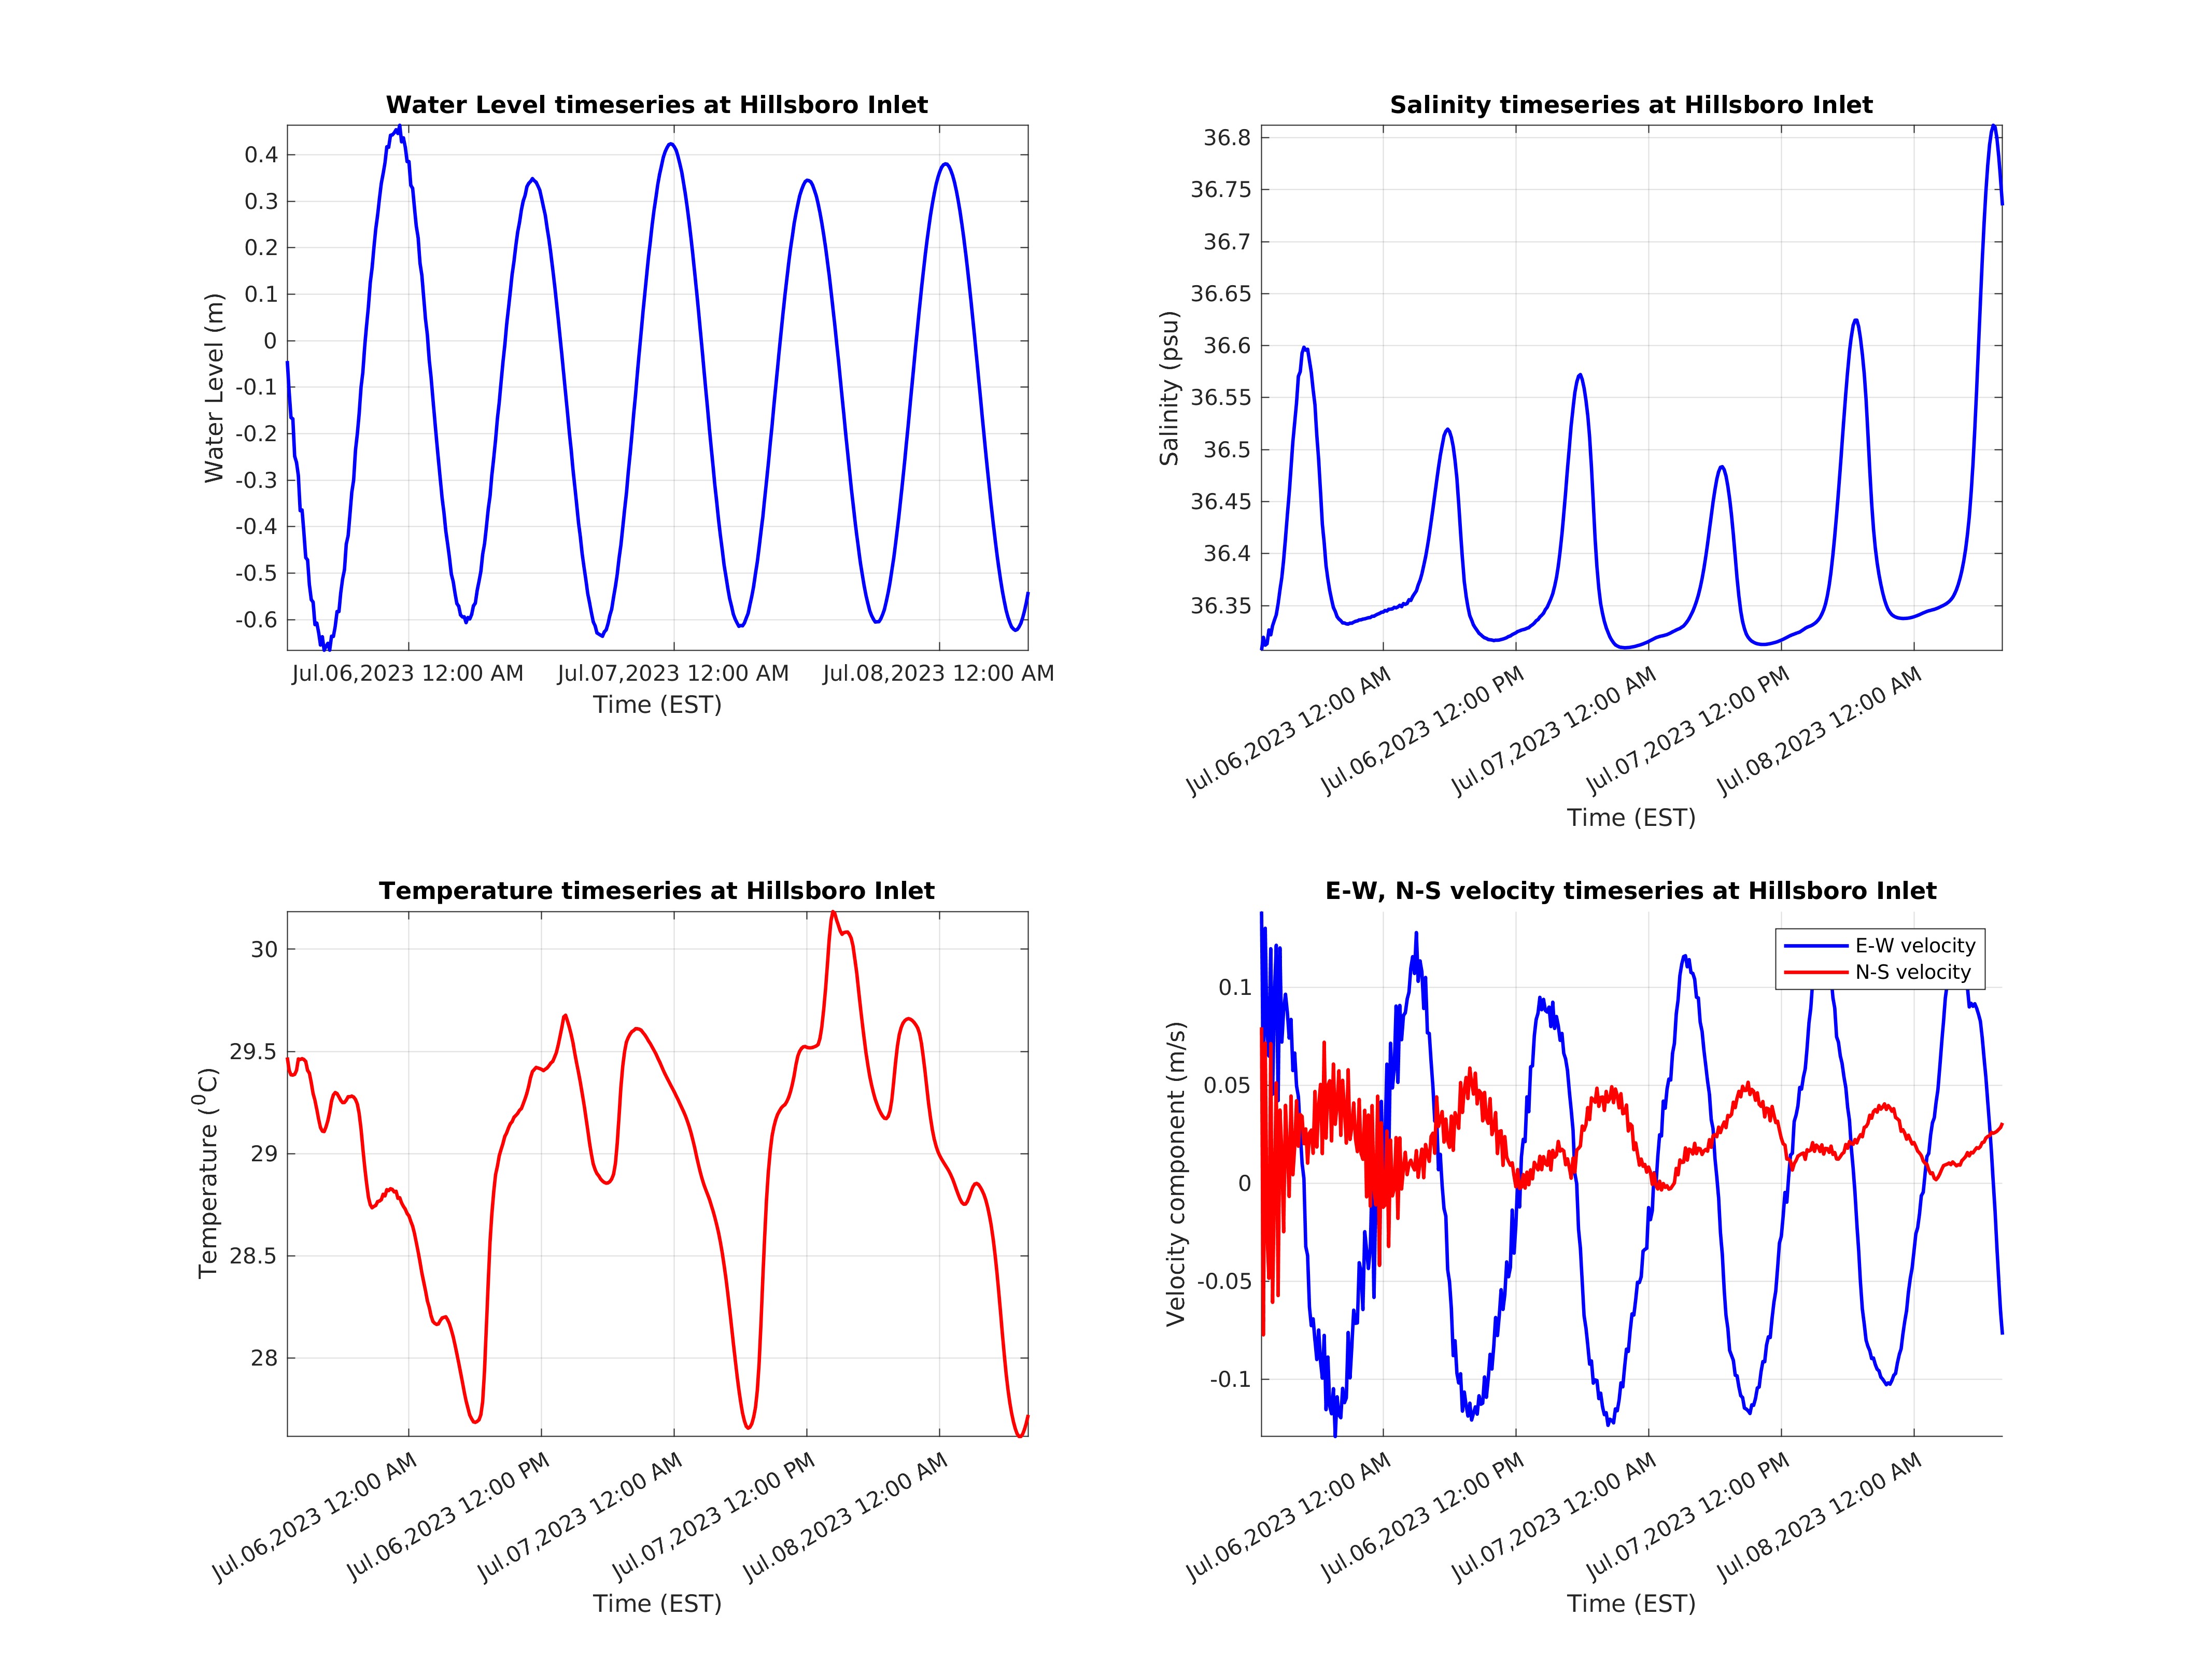 Water Level timeseries at Hillsboro Inlet
Water Level (m)
0.4
0.3
0.2
0.1
0
-0.1
-0.2
-0.3
-0.4
-0.5
-0.6
Jul.06,2023 12:00 AM
Jul.07,2023 12:00 AM
Jul.08,2023 12:00 AM
Time (EST)
Salinity timeseries at Hillsboro Inlet
Salinity (psu)
36.8
36.75
36.7
36.65
36.6
36.55
36.5
36.45
36.4
36.35
Jul.06,2023 12:00 AM
Jul.06,2023 12:00 PM
Jul.07,2023 12:00 AM
Jul.07,2023 12:00 PM
Jul.08,2023 12:00 AM
Time (EST)
Temperature timeseries at Hillsboro Inlet
Temperature (⁰C)
30
29.5
29
28.5
28
Jul.06,2023 12:00 AM
Jul.06,2023 12:00 PM
Jul.07,2023 12:00 AM
Jul.07,2023 12:00 PM
Jul.08,2023 12:00 AM
Time (EST)
E-W, N-S velocity timeseries at Hillsboro Inlet
E-W velocity
N-S velocity
Velocity component (m/s)
0.1
0.05
0
-0.05
-0.1
Jul.06,2023 12:00 AM
Jul.06,2023 12:00 PM
Jul.07,2023 12:00 AM
Jul.07,2023 12:00 PM
Jul.08,2023 12:00 AM
Time (EST)